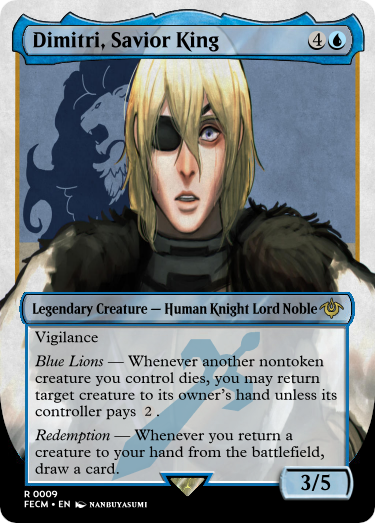 Dimitri, Savior King 4
Legendary Creature — Human Knight Lord Noble
Vigilance
Blue Lions — Whenever another nontoken
creature you control dies, you may return
target creature to its owner's hand unless its
controller pays 2 .
Redemption — Whenever you return a
creature to your hand from the battlefield,
draw a card.
3/5
R 0009
FECM • EN NANBUYASUMI